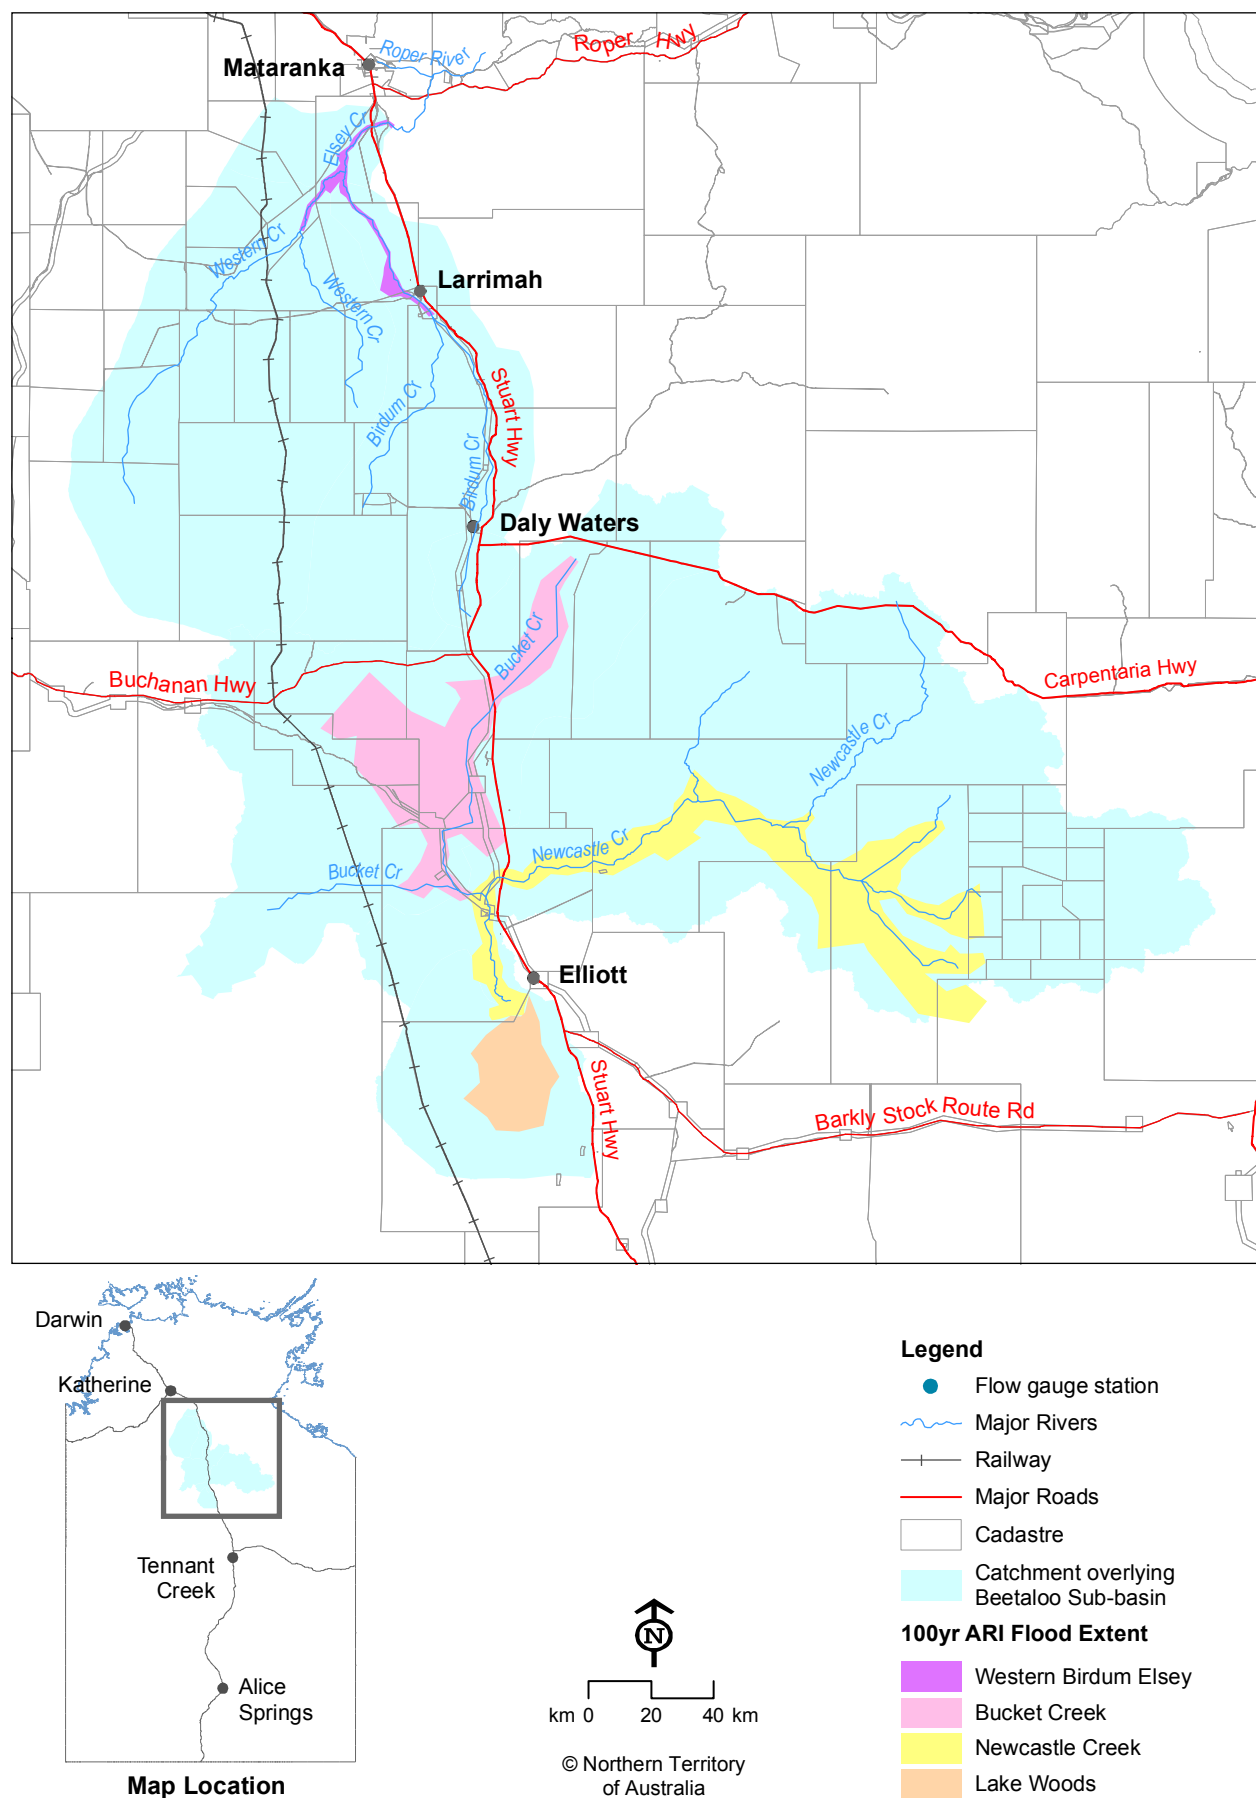 Roper Hwy
Roper River
Mataranka
Elsey Cr
Western Cr
Larrimah
Western Cr
Stuart Hwy
Birdum Cr
Birdum Cr
Daly Waters
Bucket Cr
Buchanan Hwy
Carpentaria Hwy
Newcastle Cr
Newcastle Cr
Bucket Cr
Elliott
Stuart Hwy
Barkly Stock Route Rd
Darwin
Katherine
Tennant
Creek
Alice
Springs
Map Location
N
km 0 20 40 km
© Northern Territory
of Australia
Legend
Flow gauge station
Major Rivers
Railway
Major Roads
Cadastre
Catchment overlying
Beetaloo Sub-basin
100yr ARI Flood Extent
Western Birdum Elsey
Bucket Creek
Newcastle Creek
Lake Woods